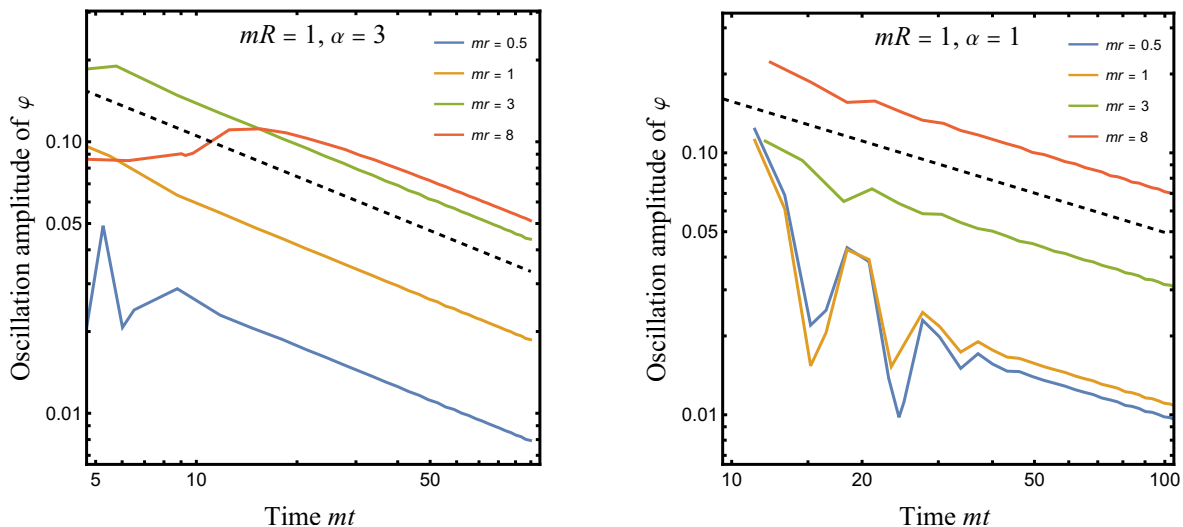 mR = 1, α = 3
mr = 0.5
mr = 1
mr = 3
mr = 8
Oscillation amplitude of φ
0.10
0.05
0.01
5 10 50
Time mt
mR = 1, α = 1
mr = 0.5
mr = 1
mr = 3
mr = 8
Oscillation amplitude of φ
0.10
0.05
0.01
10 20 50 100
Time mt